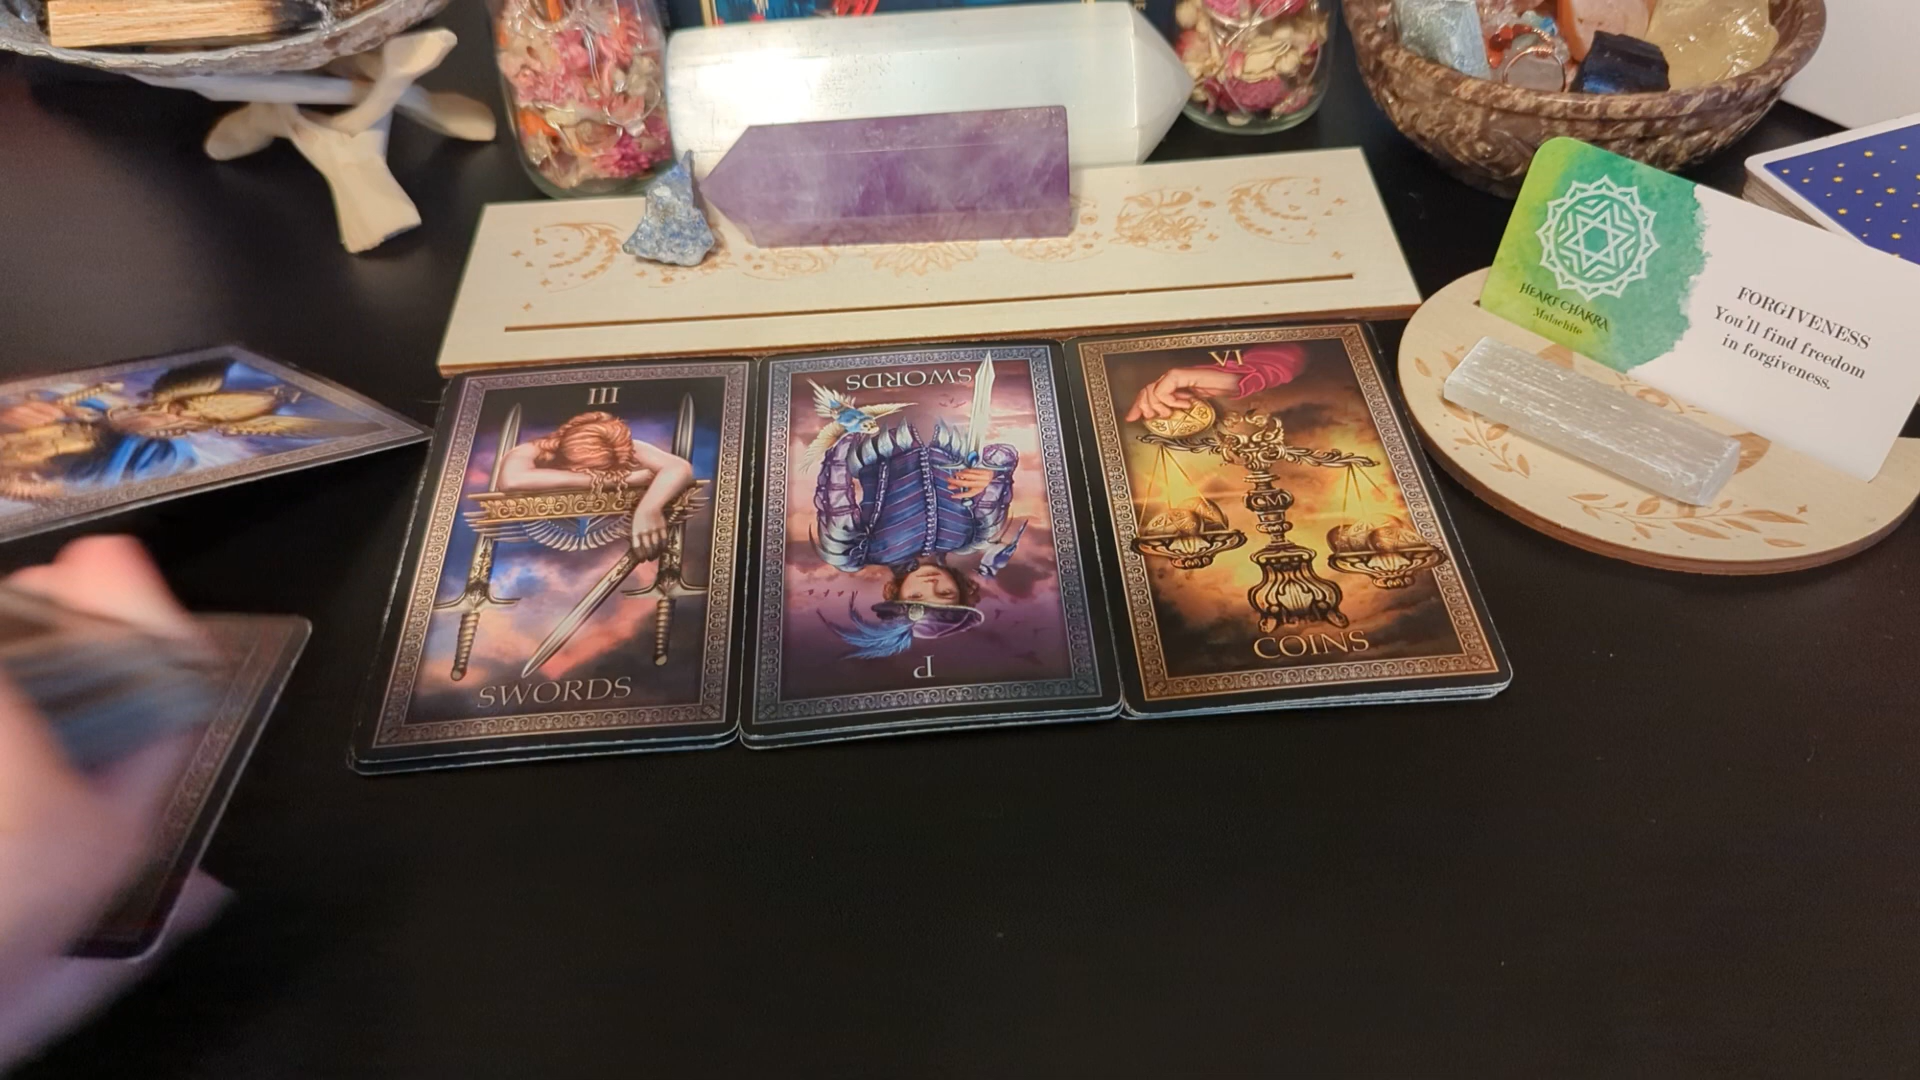 III
SWORDS
SWORDS
P
VI
COINS
HEART CHAKRA
Malachite
FORGIVENESS
You'll find freedom
in forgiveness.